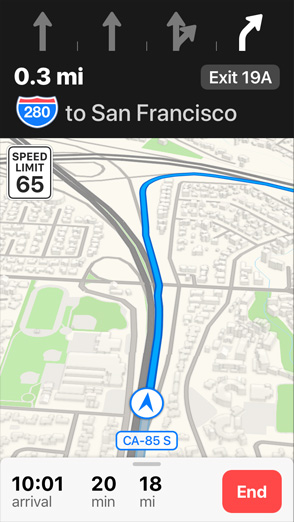 0.3 mi
Exit 19A
280 to San Francisco
SPEED
LIMIT
65
CA-85 S
10:01 20 18
arrival min mi
End